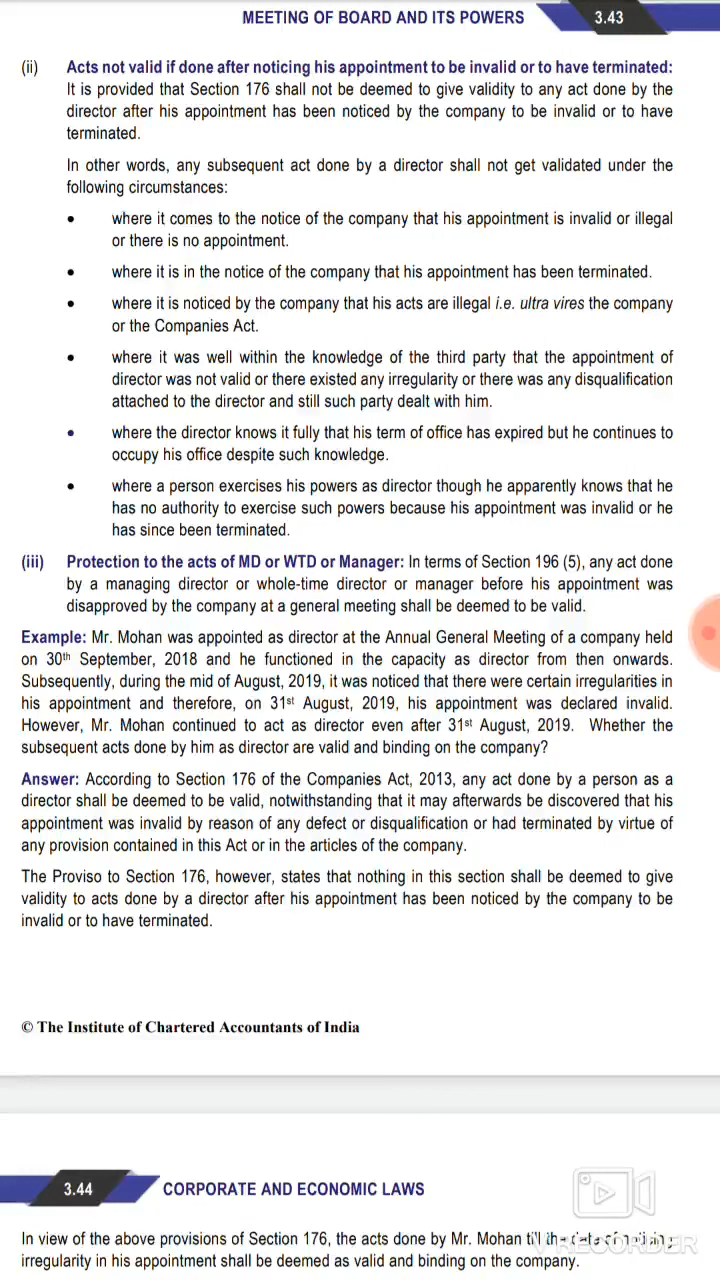 MEETING OF BOARD AND ITS POWERS 3.43
(ii) Acts not valid if done after noticing his appointment to be invalid or to have terminated:
It is provided that Section 176 shall not be deemed to give validity to any act done by the
director after his appointment has been noticed by the company to be invalid or to have
terminated.
In other words, any subsequent act done by a director shall not get validated under the
following circumstances:
• where it comes to the notice of the company that his appointment is invalid or illegal
or there is no appointment.
• where it is in the notice of the company that his appointment has been terminated.
• where it is noticed by the company that his acts are illegal i.e. ultra vires the company
or the Companies Act.
• where it was well within the knowledge of the third party that the appointment of
director was not valid or there existed any irregularity or there was any disqualification
attached to the director and still such party dealt with him.
• where the director knows it fully that his term of office has expired but he continues to
occupy his office despite such knowledge.
• where a person exercises his powers as director though he apparently knows that he
has no authority to exercise such powers because his appointment was invalid or he
has since been terminated.
(iii) Protection to the acts of MD or WTD or Manager: In terms of Section 196 (5), any act done
by a managing director or whole-time director or manager before his appointment was
disapproved by the company at a general meeting shall be deemed to be valid.
Example: Mr. Mohan was appointed as director at the Annual General Meeting of a company held
on 30th September, 2018 and he functioned in the capacity as director from then onwards.
Subsequently, during the mid of August, 2019, it was noticed that there were certain irregularities in
his appointment and therefore, on 31st August, 2019, his appointment was declared invalid.
However, Mr. Mohan continued to act as director even after 31st August, 2019. Whether the
subsequent acts done by him as director are valid and binding on the company?
Answer: According to Section 176 of the Companies Act, 2013, any act done by a person as a
director shall be deemed to be valid, notwithstanding that it may afterwards be discovered that his
appointment was invalid by reason of any defect or disqualification or had terminated by virtue of
any provision contained in this Act or in the articles of the company.
The Proviso to Section 176, however, states that nothing in this section shall be deemed to give
validity to acts done by a director after his appointment has been noticed by the company to be
invalid or to have terminated.
© The Institute of Chartered Accountants of India
3.44 CORPORATE AND ECONOMIC LAWS
In view of the above provisions of Section 176, the acts done by Mr. Mohan till the date of noticing
V RECORDER
irregularity in his appointment shall be deemed as valid and binding on the company.